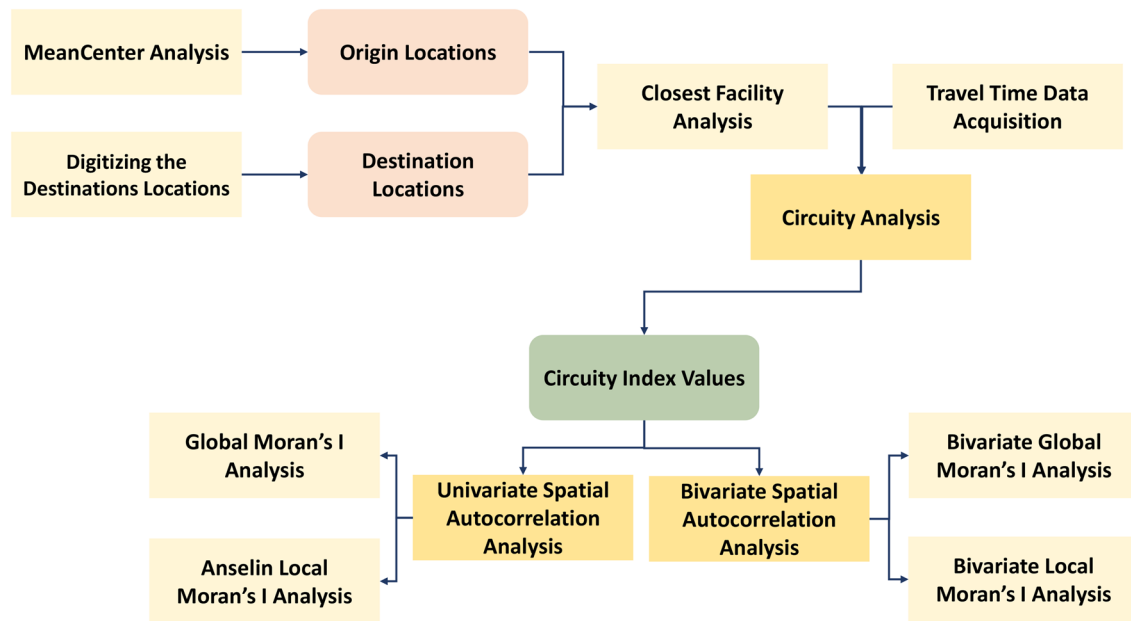 MeanCenter Analysis
Origin Locations
Closest Facility
Analysis
Travel Time Data
Acquisition
Digitizing the
Destinations Locations
Destination
Locations
Circuity Analysis
Circuity Index Values
Global Moran’s I
Analysis
Univariate Spatial
Autocorrelation
Analysis
Bivariate Spatial
Autocorrelation
Analysis
Bivariate Global
Moran’s I Analysis
Anselin Local
Moran’s I Analysis
Bivariate Local
Moran’s I Analysis